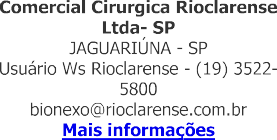 Comercial Cirurgica Rioclarense
Ltda- SP
JAGUARIÚNA - SP
Usuário Ws Rioclarense - (19) 3522-
5800
bionexo@rioclarense.com.br
Mais informações